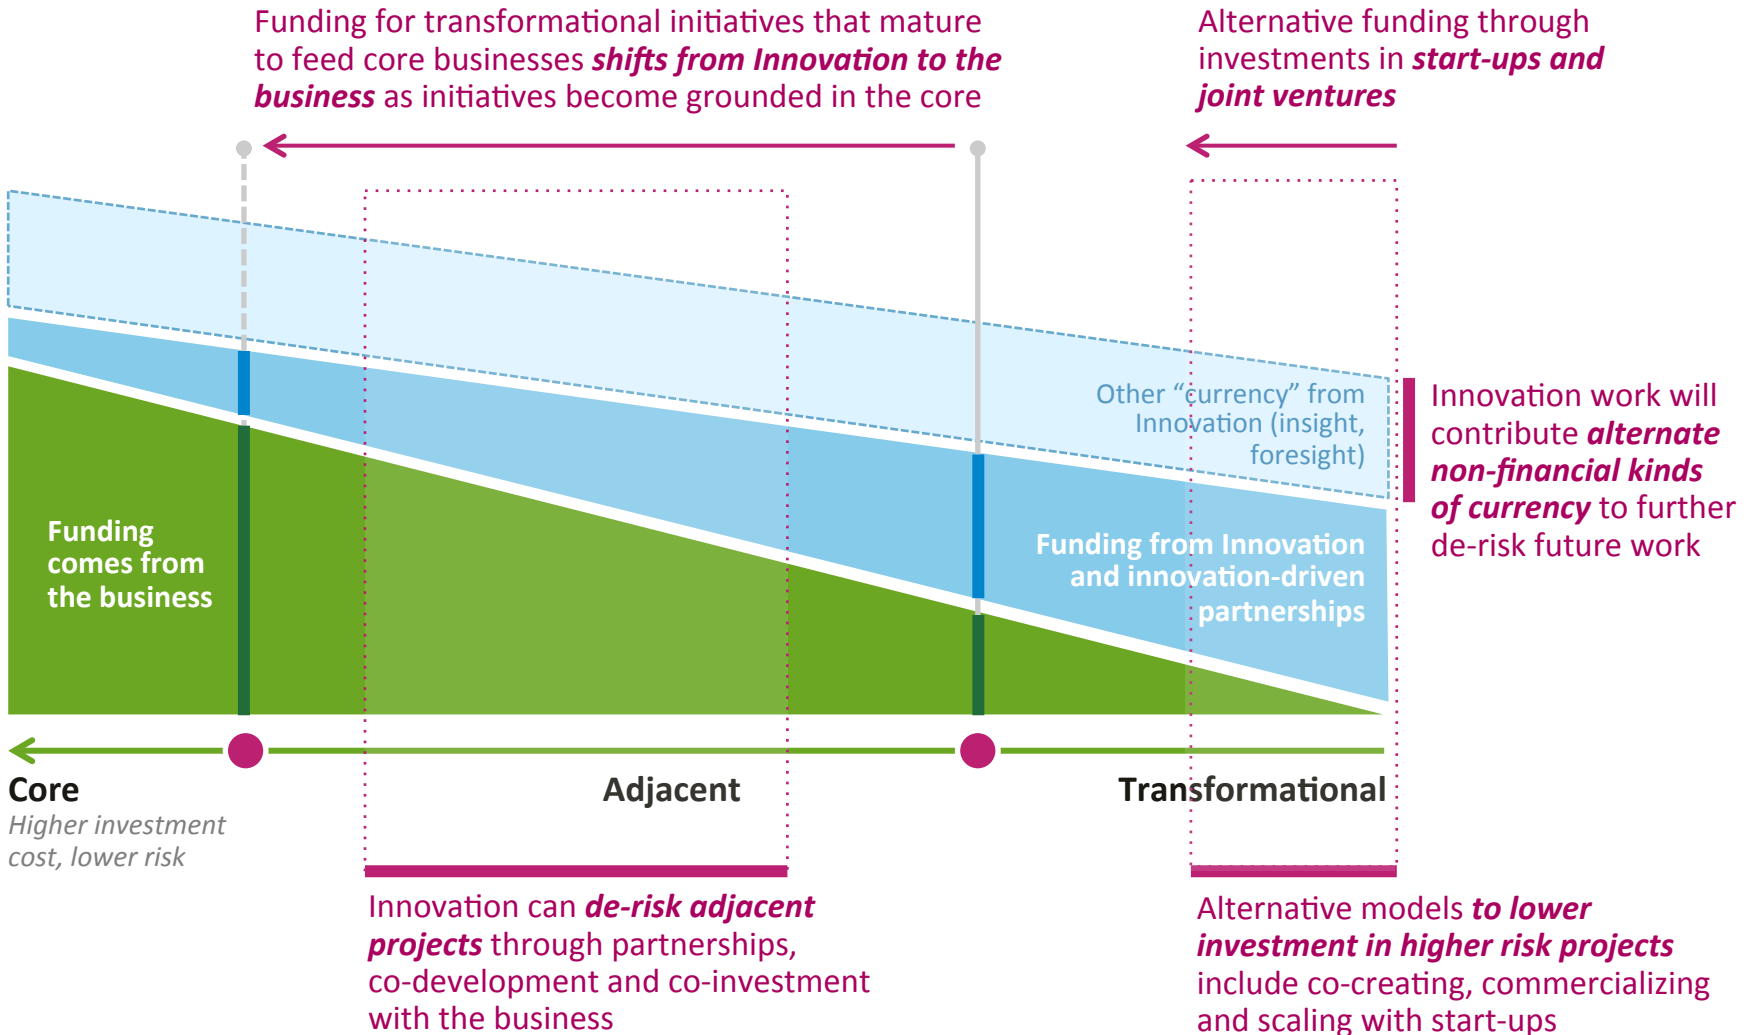 Funding for transformational initiatives that mature
to feed core businesses shifts from Innovation to the
business as initiatives become grounded in the core
Alternative funding through
investments in start-ups and
joint ventures
Other “currency” from
Innovation (insight,
foresight)
Innovation work will
contribute alternate
non-financial kinds
of currency to further
de-risk future work
Funding
comes from
the business
Funding from Innovation
and innovation-driven
partnerships
Core
Higher investment
cost, lower risk
Adjacent
Transformational
Innovation can de-risk adjacent
projects through partnerships,
co-development and co-investment
with the business
Alternative models to lower
investment in higher risk projects
include co-creating, commercializing
and scaling with start-ups